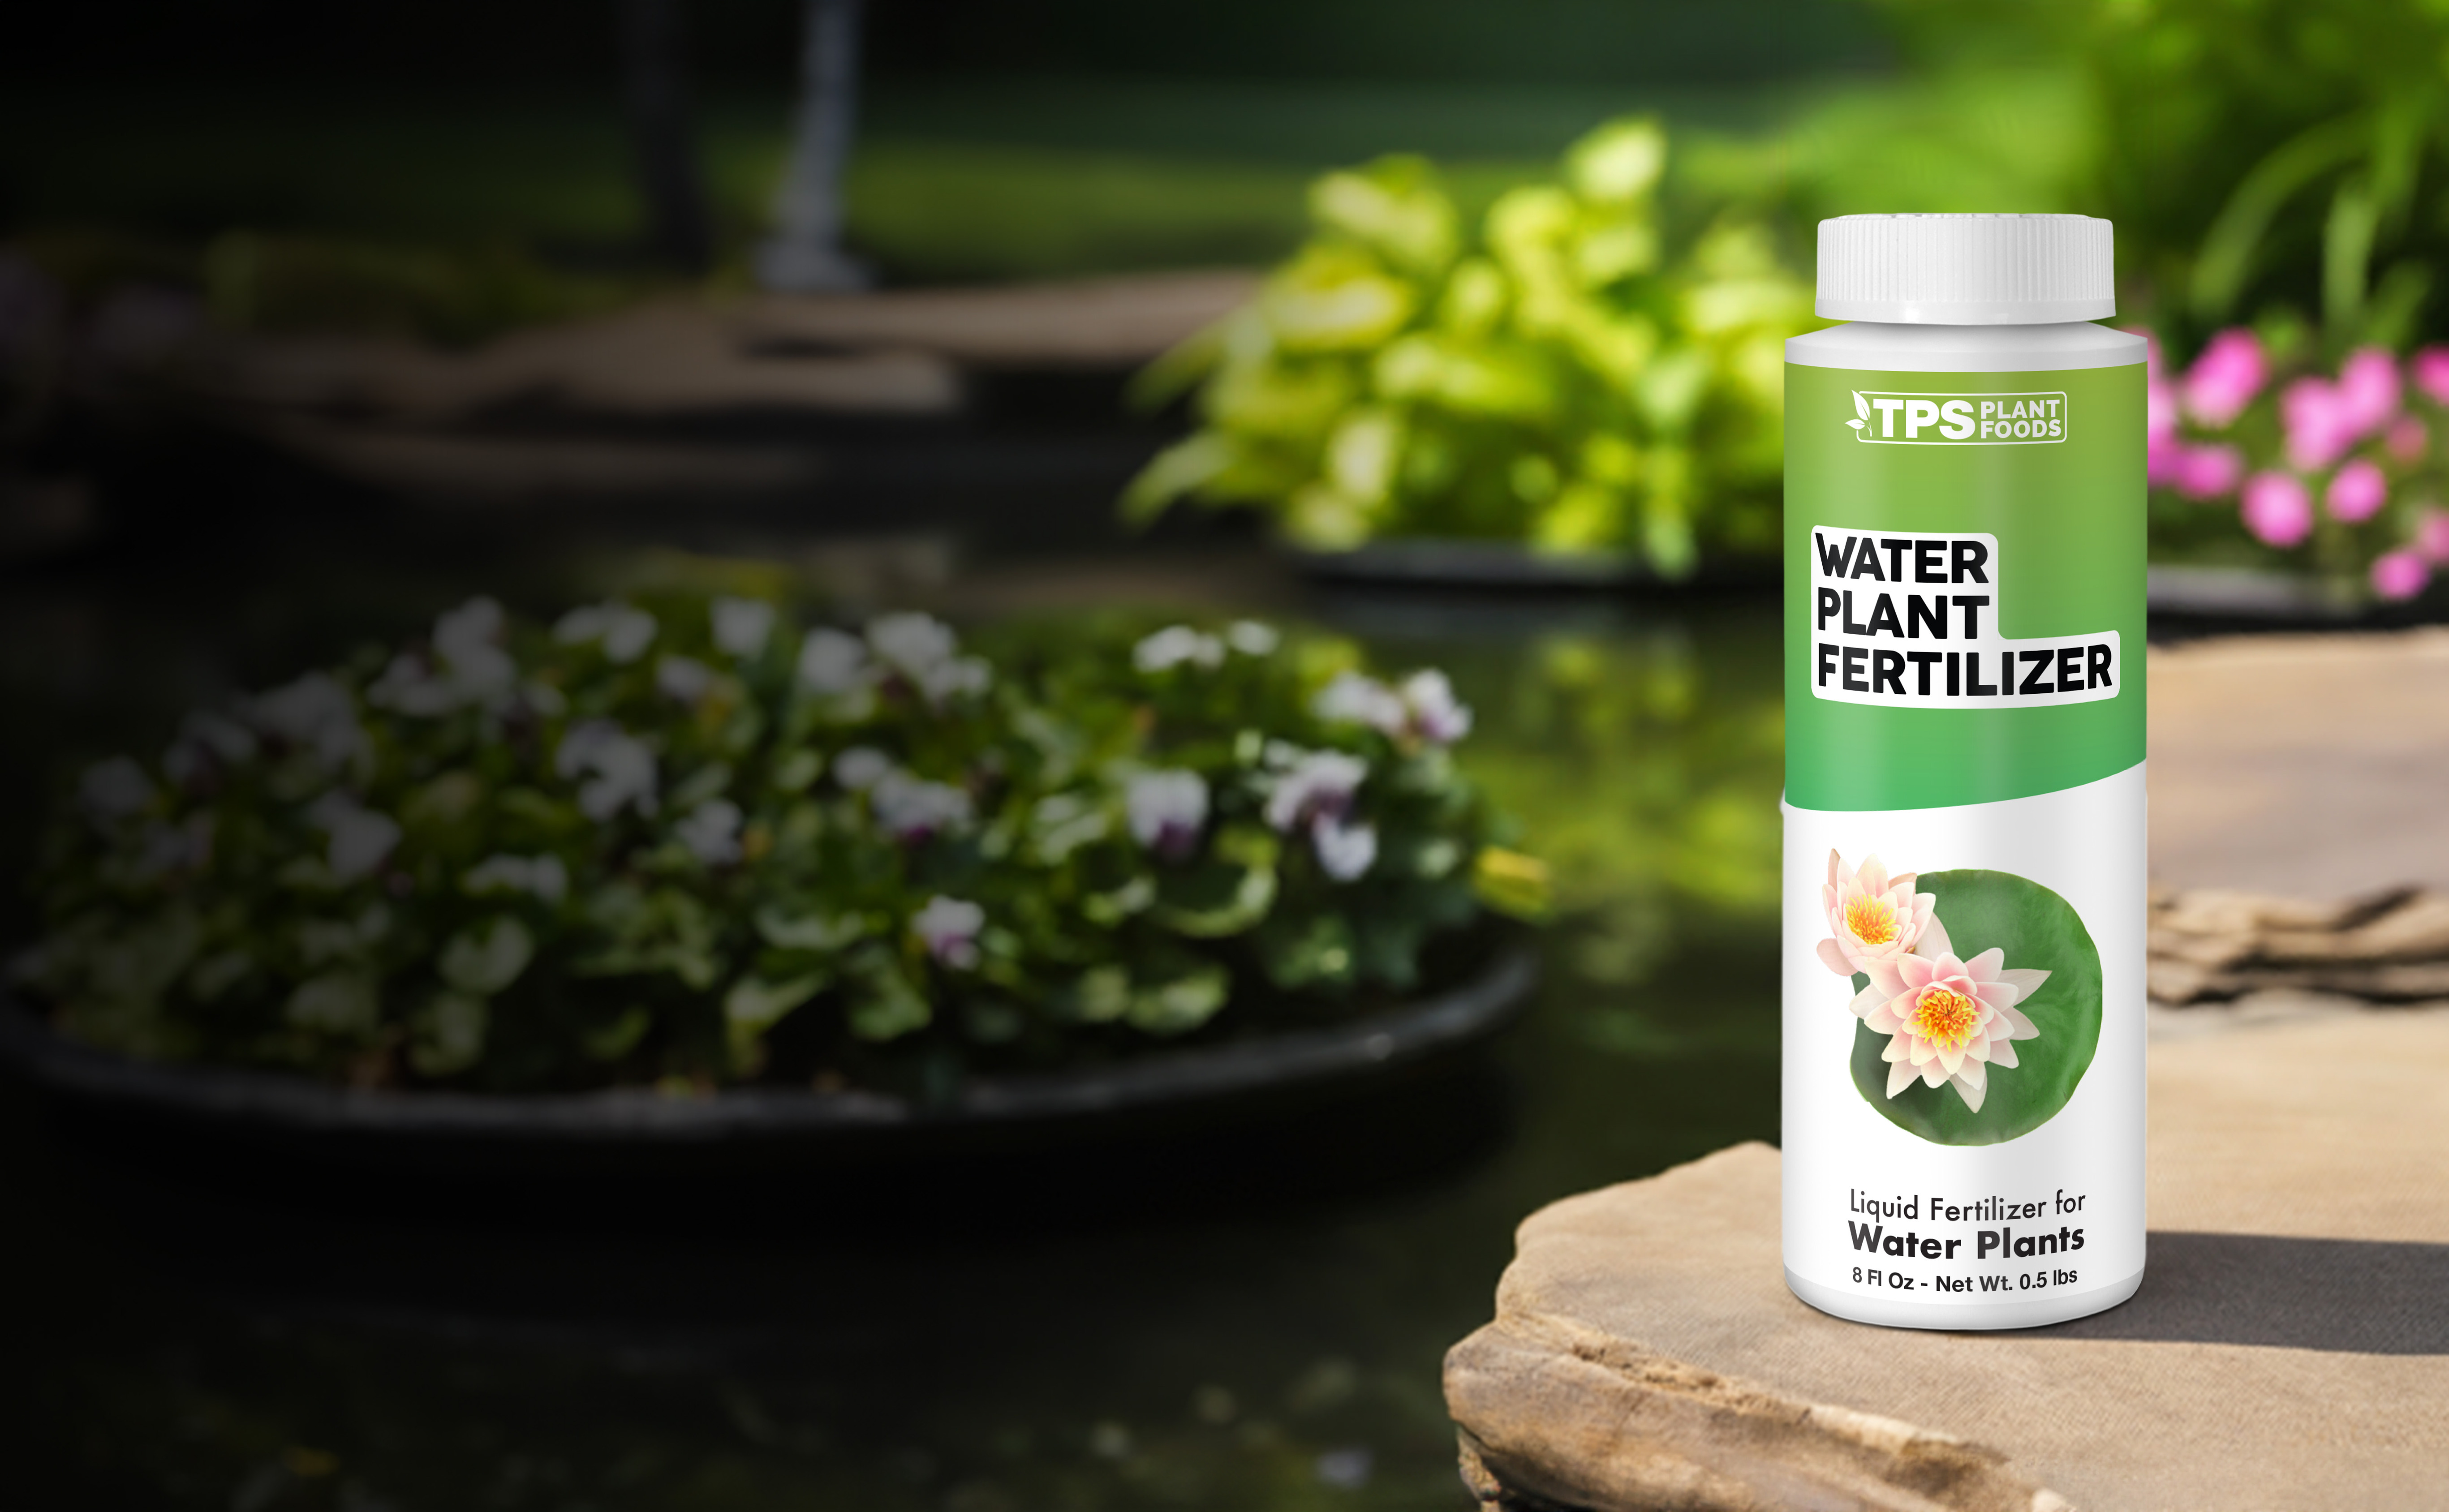 TPS PLANT
FOODS
WATER
PLANT
FERTILIZER
Liquid Fertilizer for
Water Plants
8 Fl Oz - Net Wt. 0.5 lbs